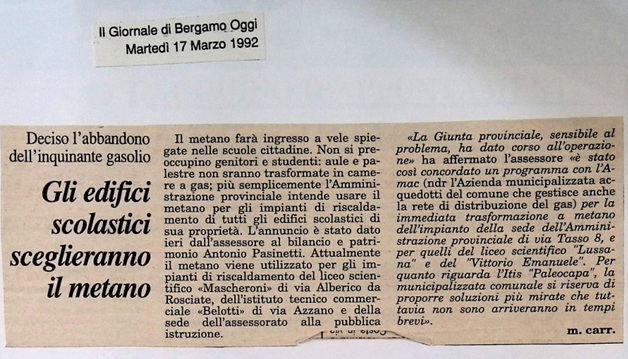 Il Giornale di Bergamo Oggi
Martedì 17 Marzo 1992
Deciso l'abbandono
dell'inquinante gasolio
Gli edifici
scolastici
sceglieranno
il metano
Il metano farà ingresso a vele spie-
gate nelle scuole cittadine. Non si pre-
occupino genitori e studenti: aule e pa-
lestre non sranno trasformate in came-
re a gas; più semplicemente l'Ammini-
strazione provinciale intende usare il
metano per gli impianti di riscalda-
mento di tutti gli edifici scolastici di
sua proprietà. L'annuncio è stato dato
ieri dall'assessore al bilancio e patri-
monio Antonio Pasinetti. Attualmente
il metano viene utilizzato per gli im-
pianti di riscaldamento del liceo scien-
tifico «Mascheroni» di via Alberico da
Rosciate, dell'istituto tecnico commer-
ciale «Belotti» di via Azzano e della
sede dell'assessorato alla pubblica
istruzione.
«La Giunta provinciale, sensibile al
problema, ha dato corso all'operazio-
ne» ha affermato l'assessore «è stato
così concordato un programma con l'A-
mac (ndr l'Azienda municipalizzata ac-
quedotti del comune che gestisce anche
la rete di distribuzione del gas) per la
immediata trasformazione a metano
dell'impianto della sede dell'Ammini-
strazione provinciale di via Tasso 8, e
per quelli del liceo scientifico "Lussa-
na" e del "Vittorio Emanuele". Per
quanto riguarda l'Itis "Paleocapa", la
municipalizzata comunale si riserva di
proporre soluzioni più mirate che tut-
tavia non sono arriveranno in tempi
brevi».
m. carr.